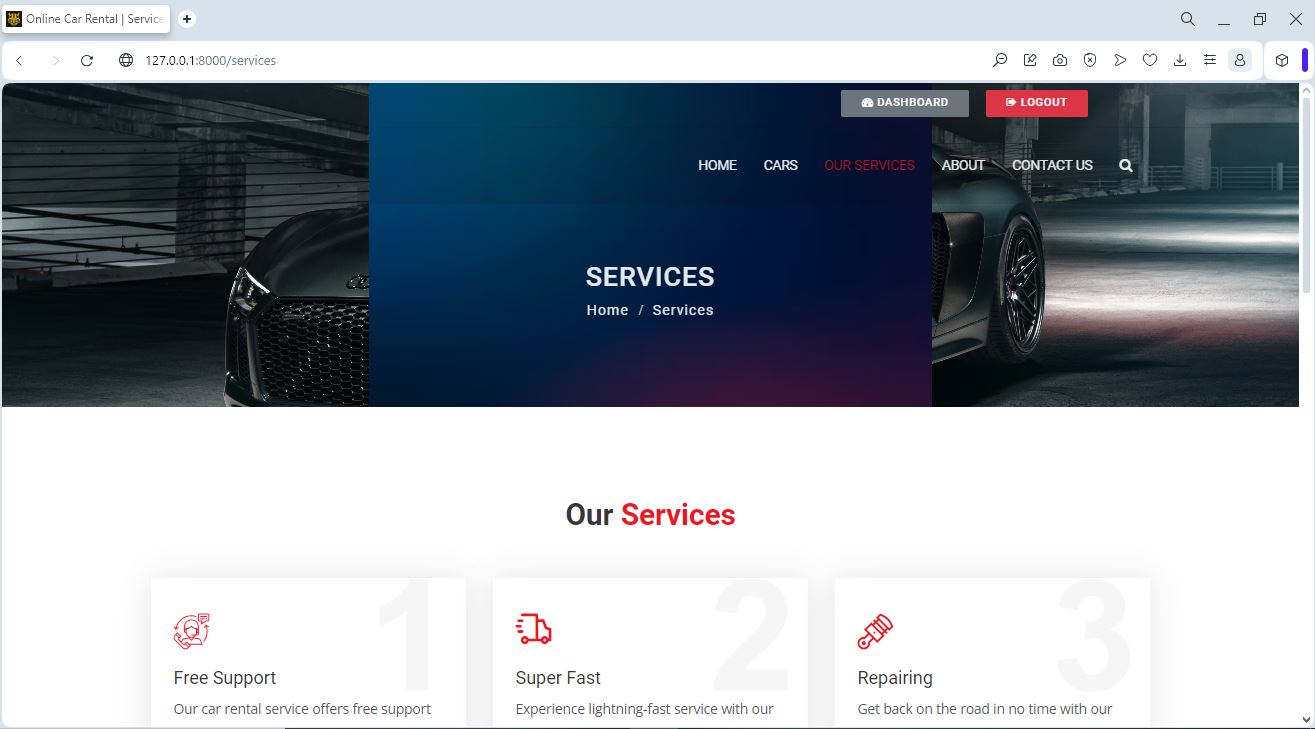 Online Car Rental | Service
127.0.0.1:8000/services
DASHBOARD
LOGOUT
HOME
CARS
OUR SERVICES
ABOUT
CONTACT US
SERVICES
Home / Services
Our Services
1
2
3
Free Support
Our car rental service offers free support
Super Fast
Experience lightning-fast service with our
Repairing
Get back on the road in no time with our